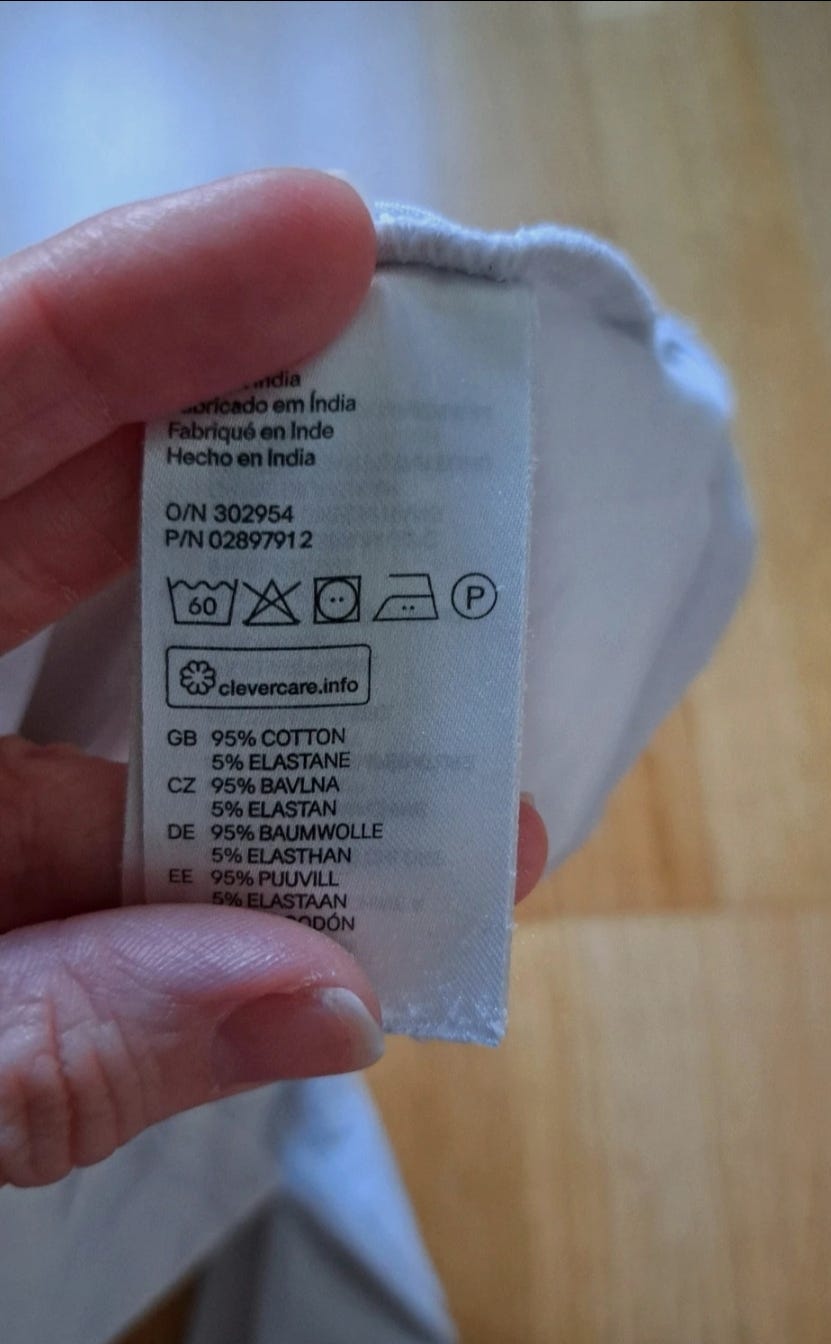 India
Fabricado em Índia
Fabriqué en Inde
Hecho en India
O/N 302954
P/N 02897912
60 P
clevercare.info
GB 95% COTTON
5% ELASTANE
CZ 95% BAVLNA
5% ELASTAN
DE 95% BAUMWOLLE
5% ELASTHAN
EE 95% PUUVILL
5% ELASTAAN